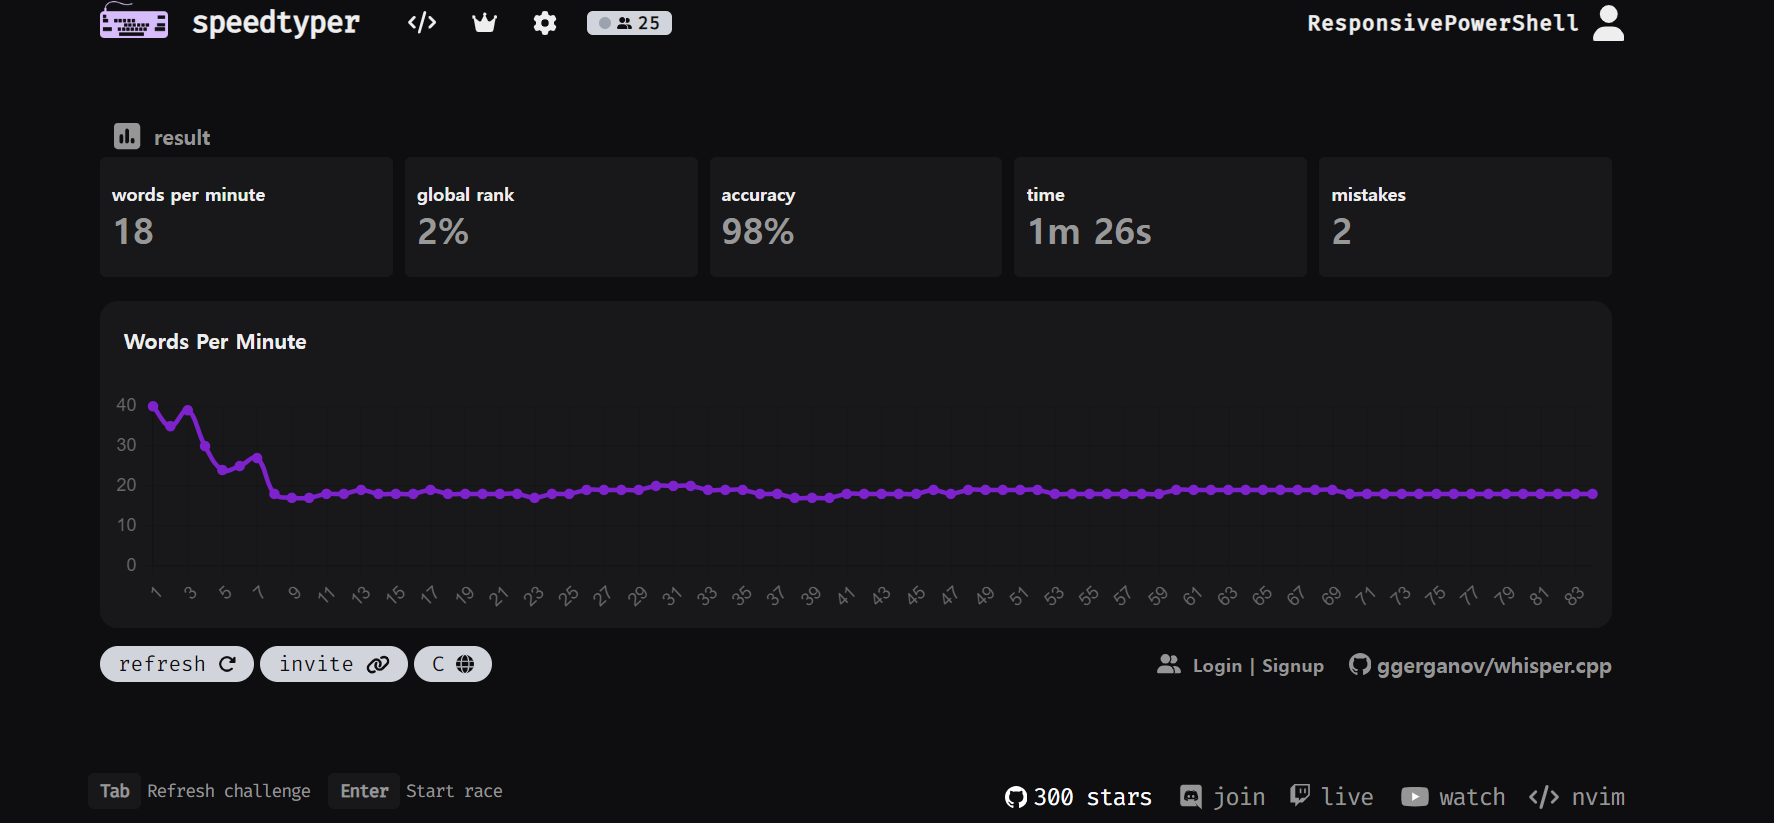 speedtyper </> 25 ResponsivePowerShell
result
words per minute
18
global rank
2%
accuracy
98%
time
1m 26s
mistakes
2
Words Per Minute
40
30
20
10
0
1 3 5 7 9 11 13 15 17 19 21 23 25 27 29 31 33 35 37 39 41 43 45 47 49 51 53 55 57 59 61 63 65 67 69 71 73 75 77 79 81 83
refresh invite C Login | Signup ggerganov/whisper.cpp
Tab Refresh challenge Enter Start race 300 stars join live watch </> nvim